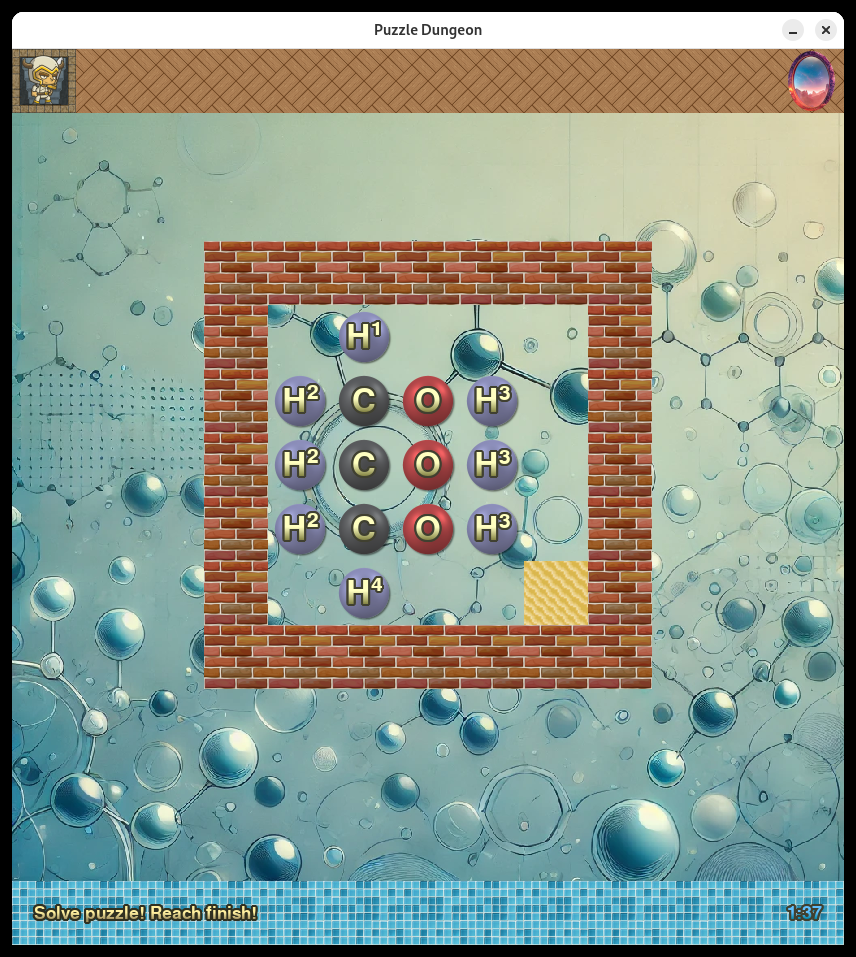 Puzzle Dungeon
H¹
H² C O H³
H² C O H³
H² C O H³
H⁴
Solve puzzle! Reach finish! 1:37